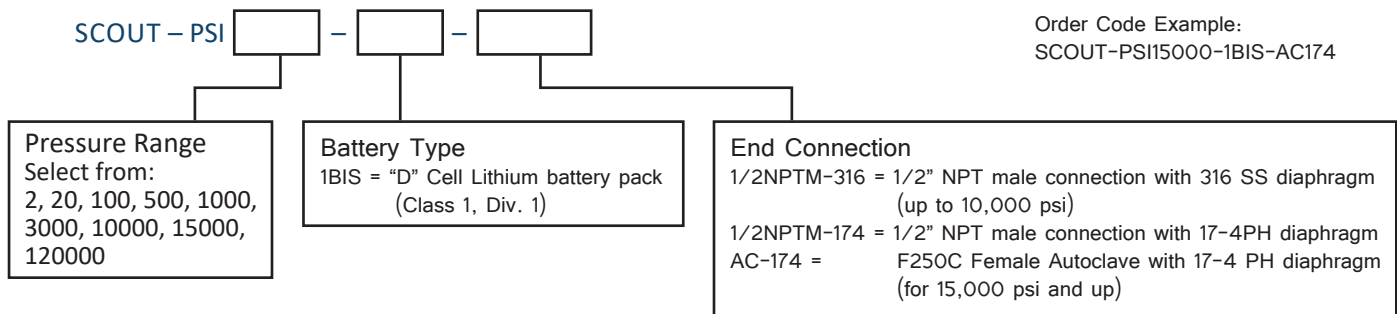 SCOUT – PSI – –
Order Code Example:
SCOUT-PSI15000-1BIS-AC174
Pressure Range
Select from:
2, 20, 100, 500, 1000,
3000, 10000, 15000,
120000
Battery Type
1BIS = “D” Cell Lithium battery pack
(Class 1, Div. 1)
End Connection
1/2NPTM-316 = 1/2” NPT male connection with 316 SS diaphragm
(up to 10,000 psi)
1/2NPTM-174 = 1/2” NPT male connection with 17-4PH diaphragm
AC-174 = F250C Female Autoclave with 17-4 PH diaphragm
(for 15,000 psi and up)